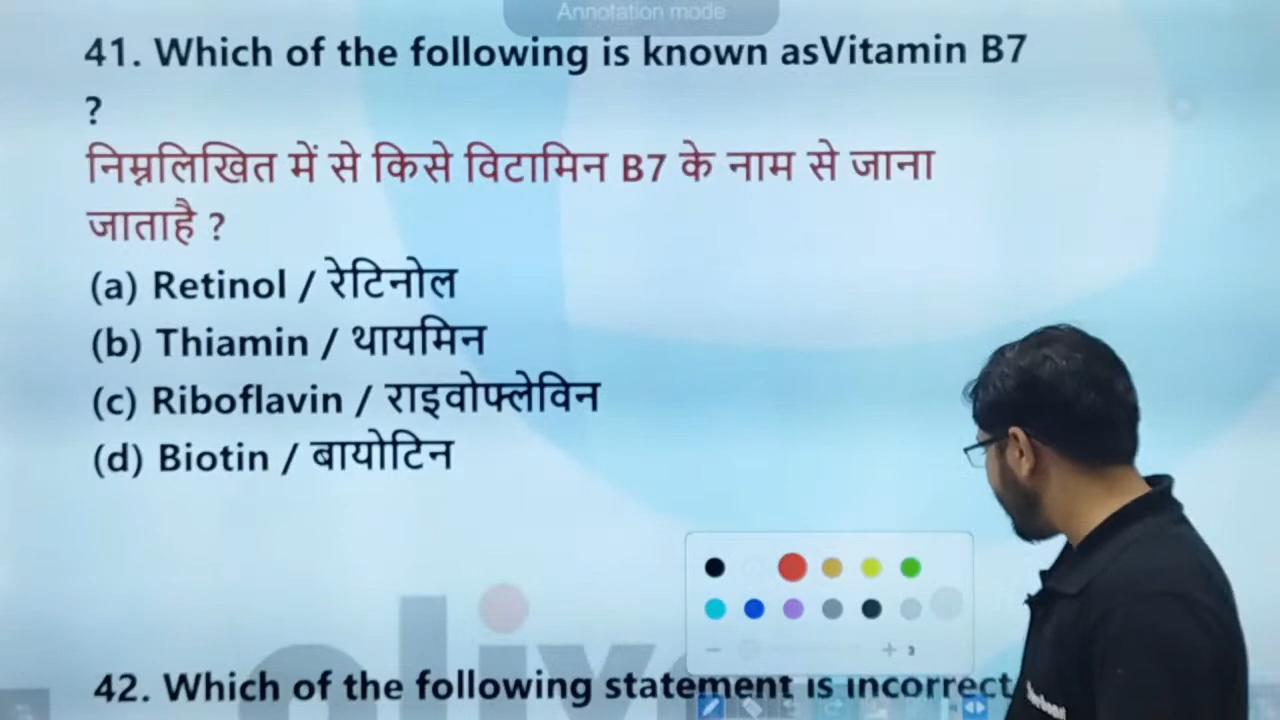 Annotation mode
41. Which of the following is known asVitamin B7
?
निम्नलिखित में से किसे विटामिन B7 के नाम से जाना
जाताहै ?
(a) Retinol / रेटिनोल
(b) Thiamin / थायमिन
(c) Riboflavin / राइवोफ्लेविन
(d) Biotin / बायोटिन
42. Which of the following statement is incorrect